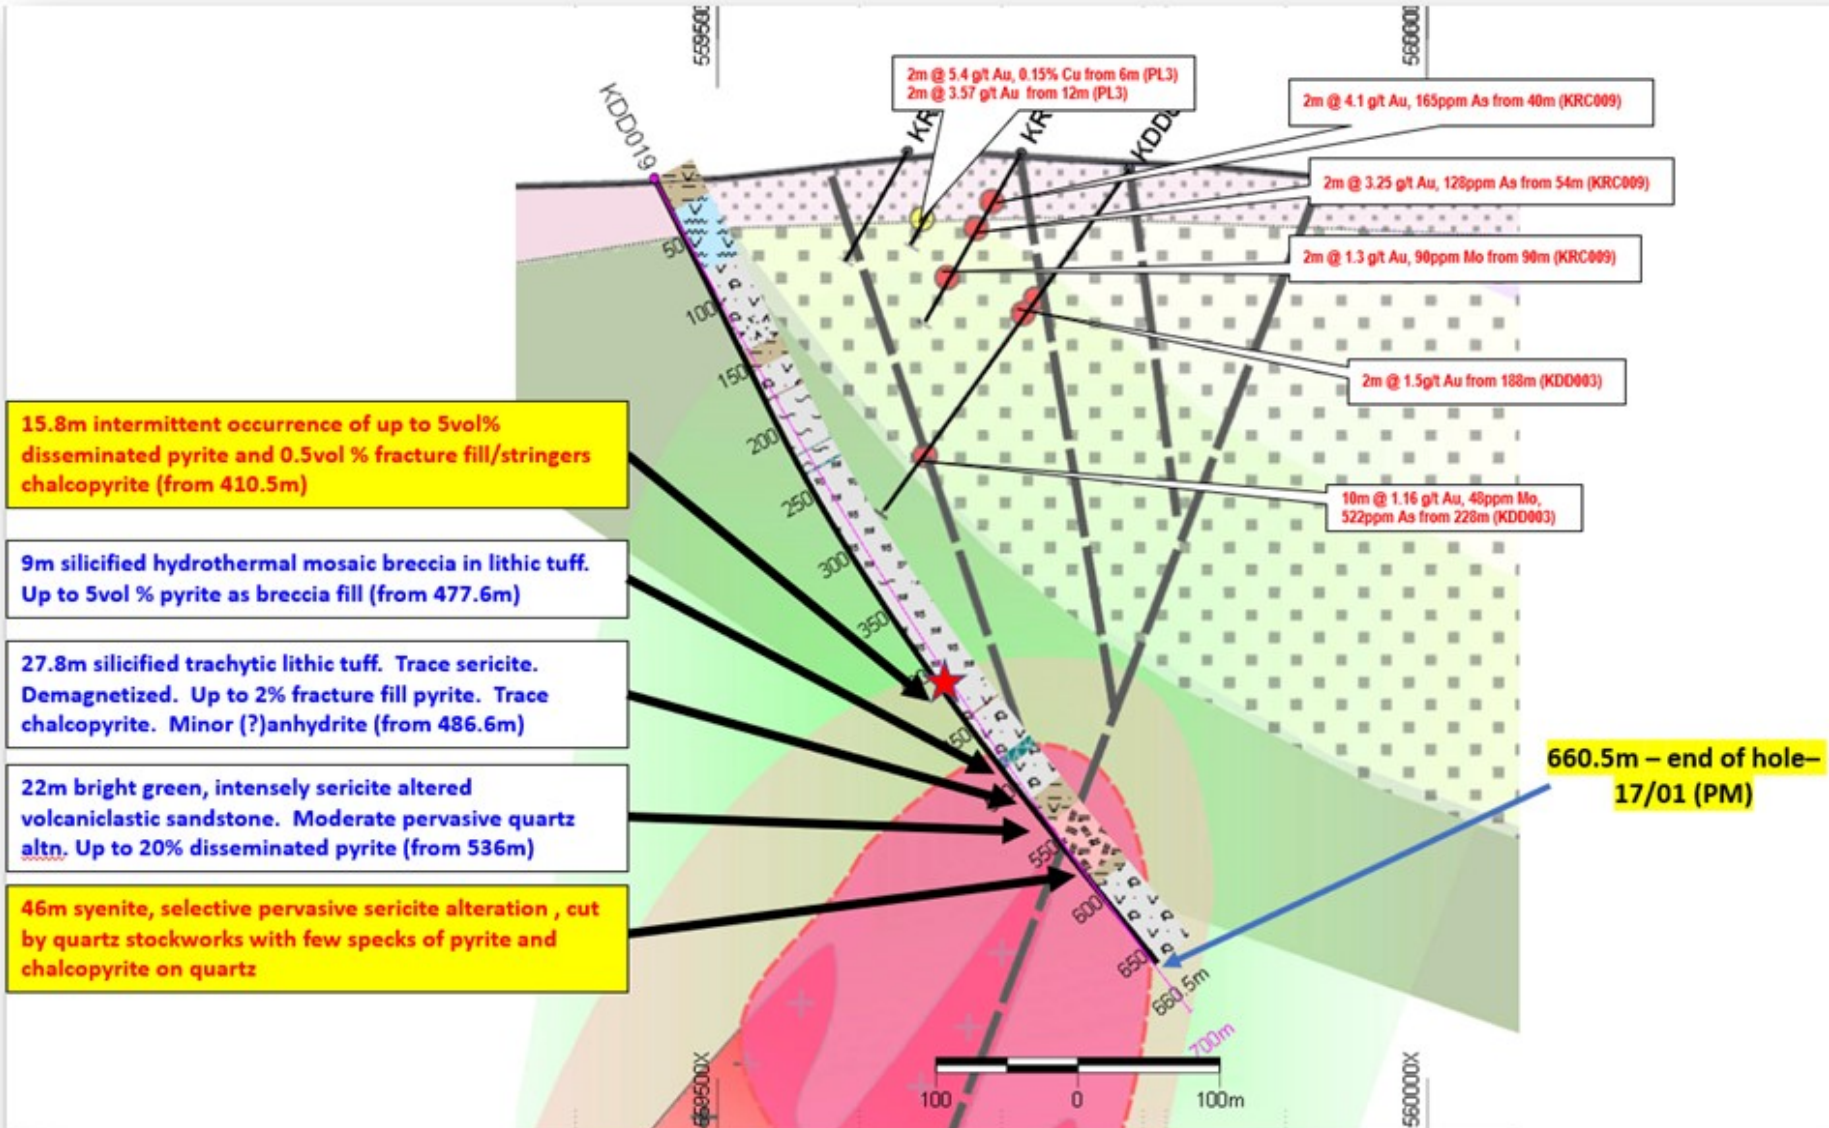 559500
560000
KDD019
KR
KR
2m @ 5.4 g/t Au, 0.15% Cu from 6m (PL3)
2m @ 3.57 g/t Au from 12m (PL3)
2m @ 4.1 g/t Au, 165ppm As from 40m (KRC009)
2m @ 3.25 g/t Au, 128ppm As from 54m (KRC009)
2m @ 1.3 g/t Au, 90ppm Mo from 90m (KRC009)
2m @ 1.5g/t Au from 188m (KDD003)
10m @ 1.16 g/t Au, 48ppm Mo,
522ppm As from 228m (KDD003)
50
100
150
200
250
300
350
550
600
650
660.5m
700m
15.8m intermittent occurrence of up to 5vol%
disseminated pyrite and 0.5vol % fracture fill/stringers
chalcopyrite (from 410.5m)
9m silicified hydrothermal mosaic breccia in lithic tuff.
Up to 5vol % pyrite as breccia fill (from 477.6m)
27.8m silicified trachytic lithic tuff. Trace sericite.
Demagnetized. Up to 2% fracture fill pyrite. Trace
chalcopyrite. Minor (?)anhydrite (from 486.6m)
22m bright green, intensely sericite altered
volcaniclastic sandstone. Moderate pervasive quartz
altn. Up to 20% disseminated pyrite (from 536m)
46m syenite, selective pervasive sericite alteration , cut
by quartz stockworks with few specks of pyrite and
chalcopyrite on quartz
660.5m – end of hole–
17/01 (PM)
100
0
100m
559500X
560000X